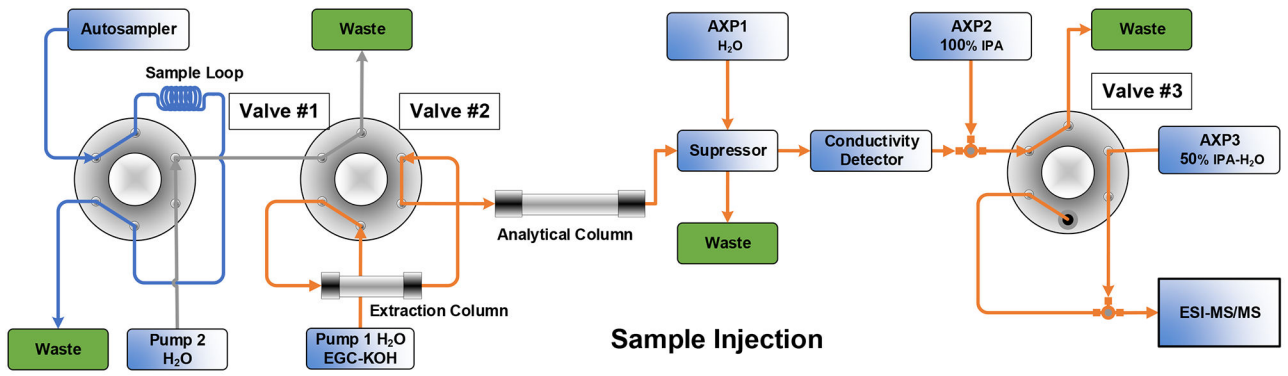 Autosampler
Waste
AXP1
H₂O
AXP2
100% IPA
Waste
Sample Loop
Valve #1
Valve #2
Valve #3
Supressor
Conductivity
Detector
AXP3
50% IPA-H₂O
Analytical Column
Waste
Extraction Column
ESI-MS/MS
Waste
Pump 2
H₂O
Pump 1 H₂O
EGC-KOH
Sample Injection